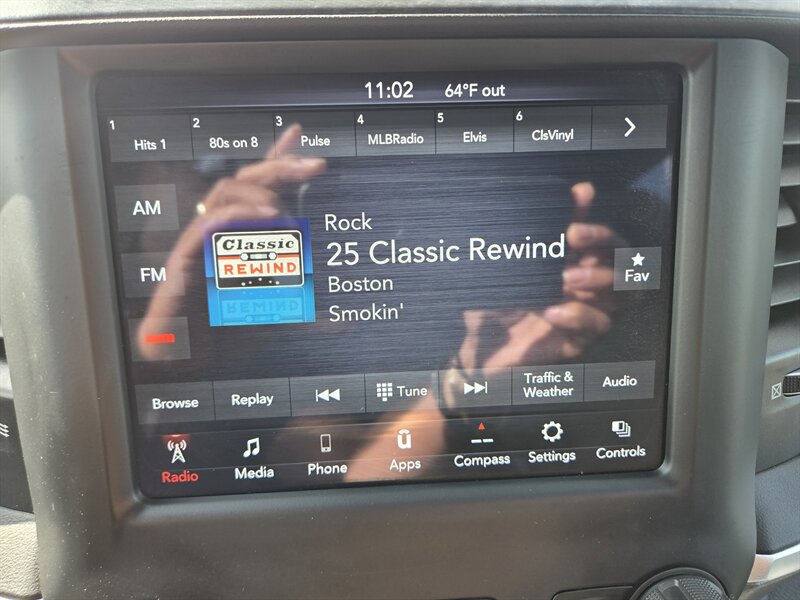 11:02 64°F out
1 Hits 1 2 80s on 8 3 Pulse 4 MLBRadio 5 Elvis 6 ClsVinyl
AM
FM
Classic
REWIND
Rock
25 Classic Rewind
Boston
Smokin'
Fav
Browse Replay Tune Traffic & Weather Audio
Radio Media Phone Apps Compass Settings Controls